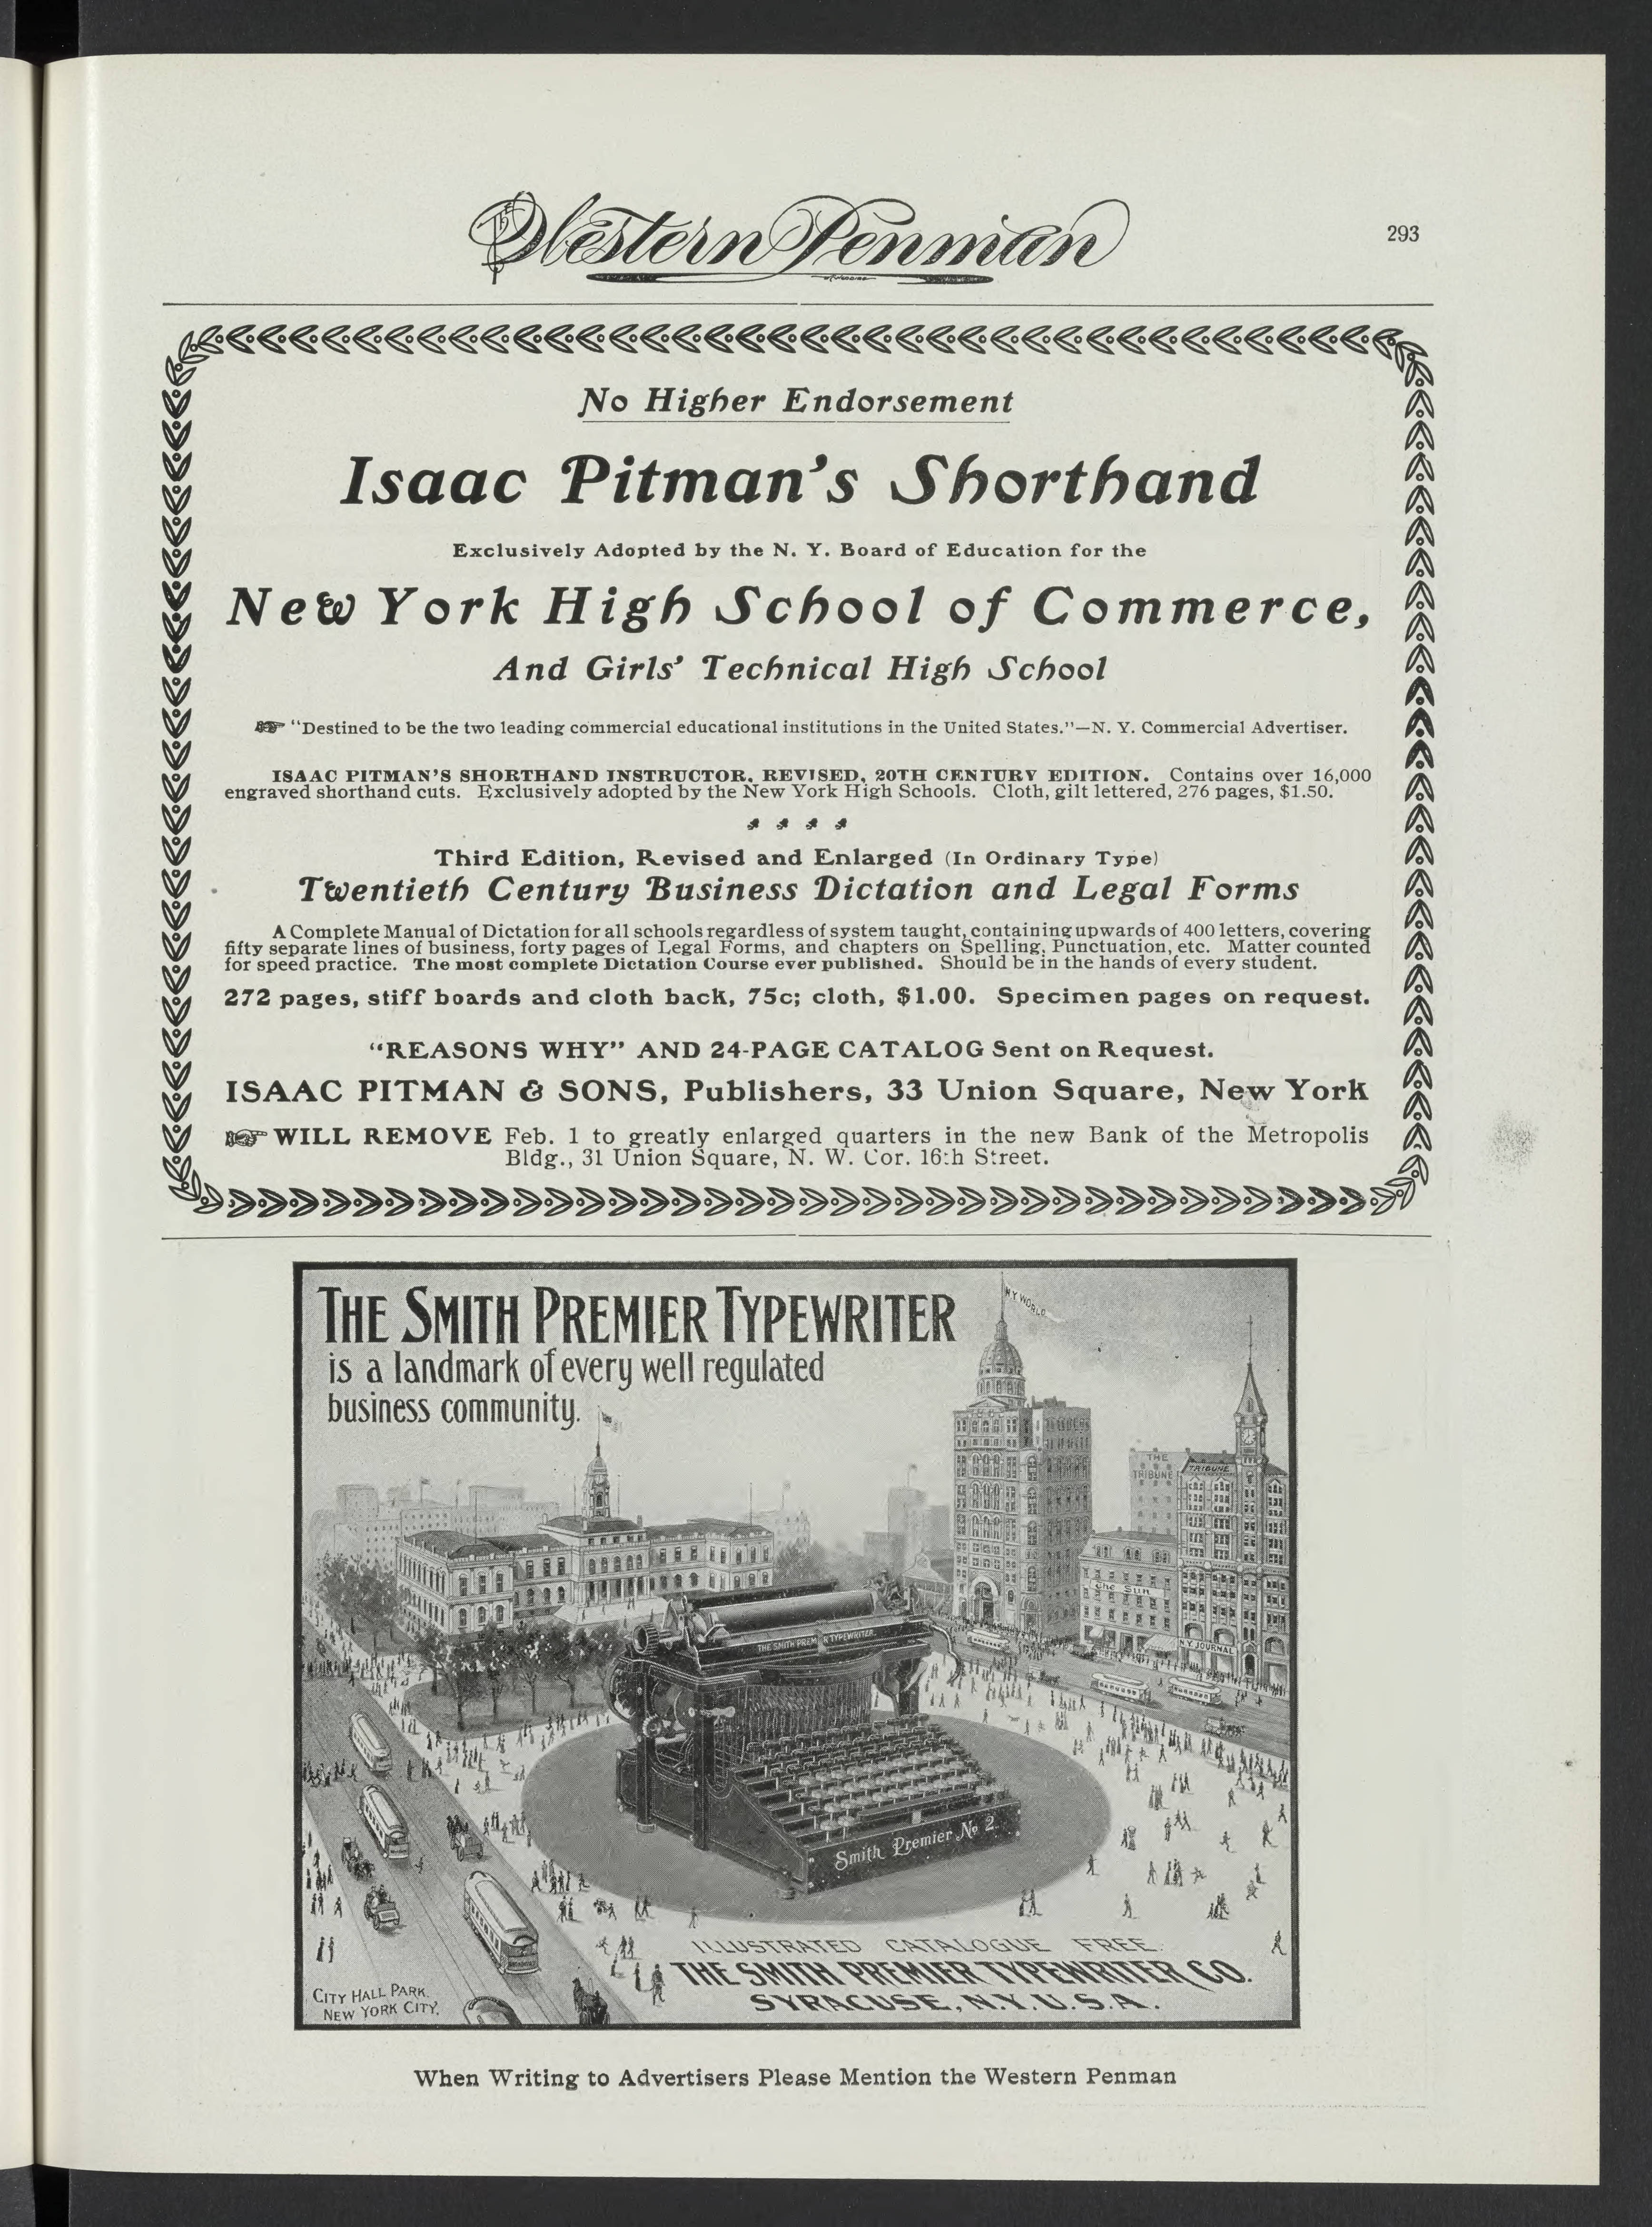 The Western Penman
293
No Higher Endorsement
Isaac Pitman's Shorthand
Exclusively Adopted by the N. Y. Board of Education for the
New York High School of Commerce,
And Girls' Technical High School
☞ "Destined to be the two leading commercial educational institutions in the United States."—N. Y. Commercial Advertiser.
ISAAC PITMAN'S SHORTHAND INSTRUCTOR, REVISED, 20TH CENTURY EDITION. Contains over 16,000
engraved shorthand cuts. Exclusively adopted by the New York High Schools. Cloth, gilt lettered, 276 pages, $1.50.
Third Edition, Revised and Enlarged (In Ordinary Type)
Twentieth Century Business Dictation and Legal Forms
A Complete Manual of Dictation for all schools regardless of system taught, containing upwards of 400 letters, covering
fifty separate lines of business, forty pages of Legal Forms, and chapters on Spelling, Punctuation, etc. Matter counted
for speed practice. The most complete Dictation Course ever published. Should be in the hands of every student.
272 pages, stiff boards and cloth back, 75c; cloth, $1.00. Specimen pages on request.
"REASONS WHY" AND 24-PAGE CATALOG Sent on Request.
ISAAC PITMAN & SONS, Publishers, 33 Union Square, New York
☞ WILL REMOVE Feb. 1 to greatly enlarged quarters in the new Bank of the Metropolis
Bldg., 31 Union Square, N. W. Cor. 16th Street.
THE SMITH PREMIER TYPEWRITER
is a landmark of every well regulated
business community.
N Y WORLD
THE
TRIBUNE
TRIBUNE
The Sun
N Y JOURNAL
THE SMITH PREMIER TYPEWRITER.
Smith Premier No 2.
ILLUSTRATED CATALOGUE FREE.
THE SMITH PREMIER TYPEWRITER CO.
SYRACUSE, N.Y. U.S.A.
CITY HALL PARK.
NEW YORK CITY.
When Writing to Advertisers Please Mention the Western Penman